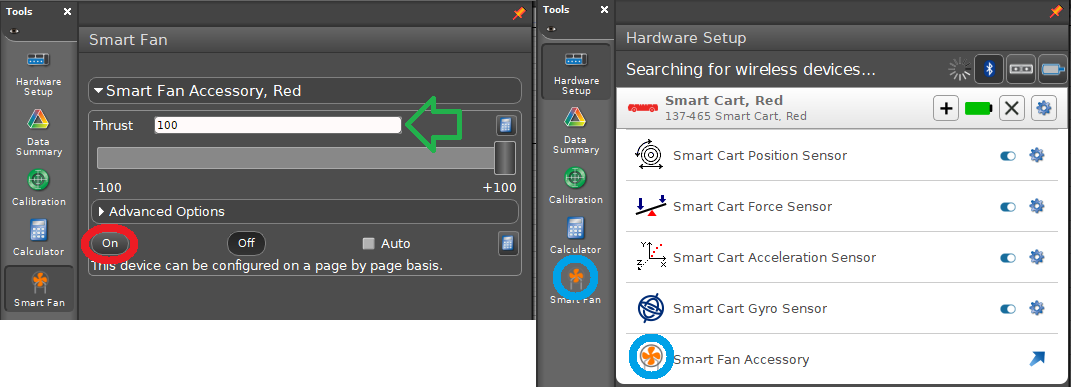 Tools
Smart Fan
Hardware
Setup
Data
Summary
Calibration
Calculator
Smart Fan
Smart Fan Accessory, Red
Thrust
100
-100
+100
Advanced Options
On
Off
Auto
This device can be configured on a page by page basis.
Tools
Hardware
Setup
Data
Summary
Calibration
Calculator
Smart Fan
Hardware Setup
Searching for wireless devices...
Smart Cart, Red
137-465 Smart Cart, Red
Smart Cart Position Sensor
Smart Cart Force Sensor
Smart Cart Acceleration Sensor
Smart Cart Gyro Sensor
Smart Fan Accessory